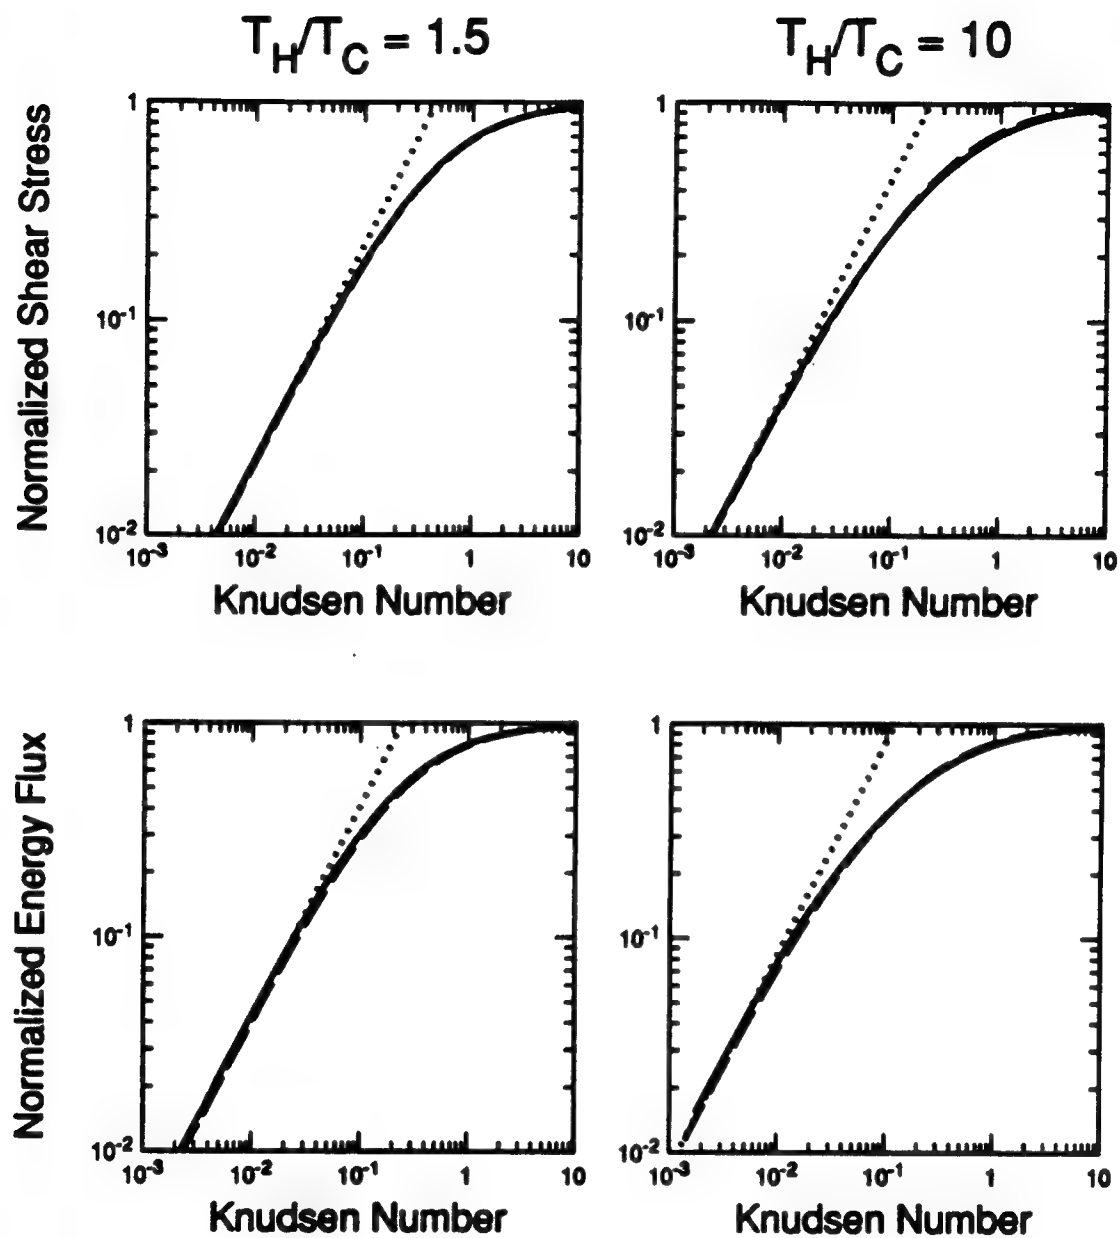 T_H/T_C = 1.5
T_H/T_C = 10
Normalized Shear Stress
1
10^-1
10^-2
10^-3 10^-2 10^-1 1 10
Knudsen Number
1
10^-1
10^-2
10^-3 10^-2 10^-1 1 10
Knudsen Number
Normalized Energy Flux
1
10^-1
10^-2
10^-3 10^-2 10^-1 1 10
Knudsen Number
1
10^-1
10^-2
10^-3 10^-2 10^-1 1 10
Knudsen Number